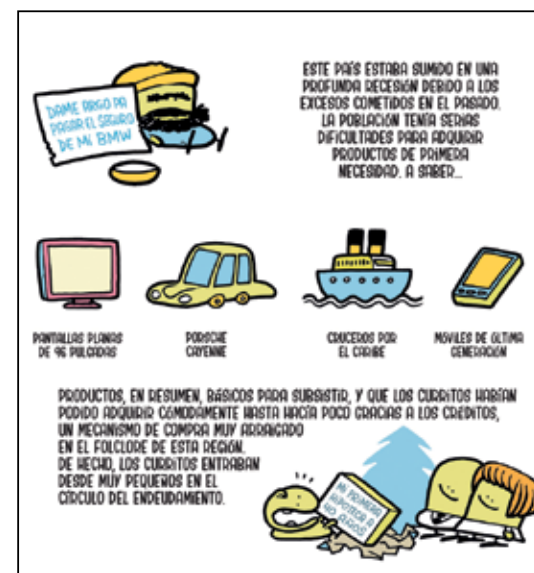 DAME ARGO PA
PAGAR EL SEGURO
DE MI BMW
ESTE PAÍS ESTABA SUMIDO EN UNA
PROFUNDA RECESIÓN DEBIDO A LOS
EXCESOS COMETIDOS EN EL PASADO.
LA POBLACIÓN TENÍA SERIAS
DIFICULTADES PARA ADQUIRIR
PRODUCTOS DE PRIMERA
NECESIDAD. A SABER...
PANTALLAS PLANAS
DE 96 PULGADAS
PORSCHE
CAYENNE
CRUCEROS POR
EL CARIBE
MÓVILES DE ÚLTIMA
GENERACIÓN
PRODUCTOS, EN RESUMEN, BÁSICOS PARA SUBSISTIR, Y QUE LOS CURRITOS HABÍAN
PODIDO ADQUIRIR CÓMODAMENTE HASTA HACÍA POCO GRACIAS A LOS CRÉDITOS,
UN MECANISMO DE COMPRA MUY ARRAIGADO
EN EL FOLCLORE DE ESTA REGIÓN.
DE HECHO, LOS CURRITOS ENTRABAN
DESDE MUY PEQUEÑOS EN EL
CÍRCULO DEL ENDEUDAMIENTO.
MI PRIMERA
HIPOTECA A
40 AÑOS